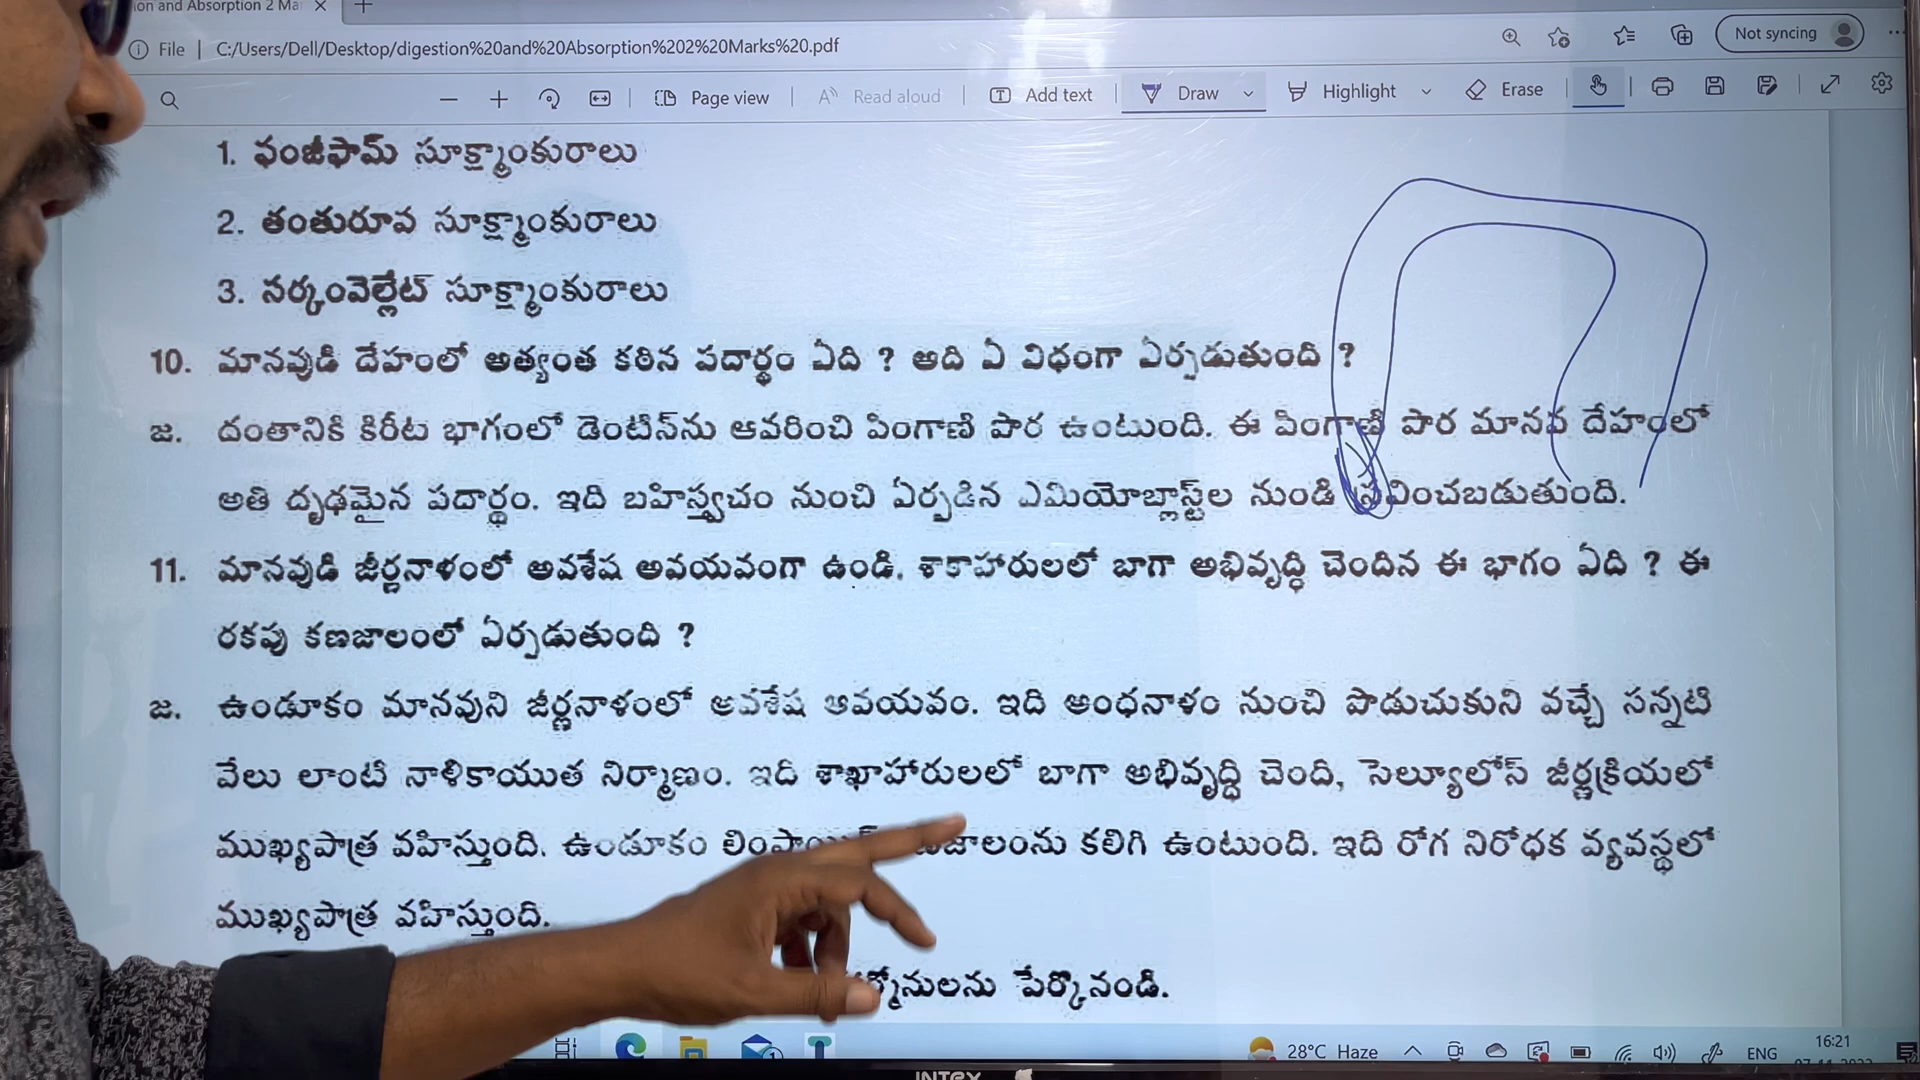 ion and Absorption 2 Ma
File | C:/Users/Dell/Desktop/digestion%20and%20Absorption%202%20Marks%20.pdf
Not syncing
Page view
Read aloud
Add text
Draw
Highlight
Erase
1. ఫంజీఫామ్ సూక్ష్మాంకురాలు
2. తంతురూవ సూక్ష్మాంకురాలు
3. సర్కంవెల్లేట్ సూక్ష్మాంకురాలు
10. మానవుడి దేహంలో అత్యంత కఠిన పదార్థం ఏది ? అది ఏ విధంగా ఏర్పడుతుంది ?
జ. దంతానికి కిరీట భాగంలో డెంటిన్‌ను ఆవరించి పింగాణి పొర ఉంటుంది. ఈ పింగాణి పొర మానవ దేహంలో
అతి దృఢమైన పదార్థం. ఇది బహిస్త్వచం నుంచి ఏర్పడిన ఎమియోబ్లాస్ట్‌ల నుండి స్రవించబడుతుంది.
11. మానవుడి జీర్ణనాళంలో అవశేష అవయవంగా ఉండి, శాకాహారులలో బాగా అభివృద్ధి చెందిన ఈ భాగం ఏది ? ఈ
రకపు కణజాలంలో ఏర్పడుతుంది ?
జ. ఉండూకం మానవుని జీర్ణనాళంలో అవశేష అవయవం. ఇది అంధనాళం నుంచి పొడుచుకుని వచ్చే సన్నటి
వేలు లాంటి నాళికాయుత నిర్మాణం. ఇది శాఖాహారులలో బాగా అభివృద్ధి చెంది, సెల్యూలోస్ జీర్ణక్రియలో
ముఖ్యపాత్ర వహిస్తుంది. ఉండూకం కలిగి ఉంటుంది. ఇది రోగ నిరోధక వ్యవస్థలో
ముఖ్యపాత్ర వహిస్తుంది.
పేర్కొనండి.
28°C Haze
ENG
16:21
INTEX